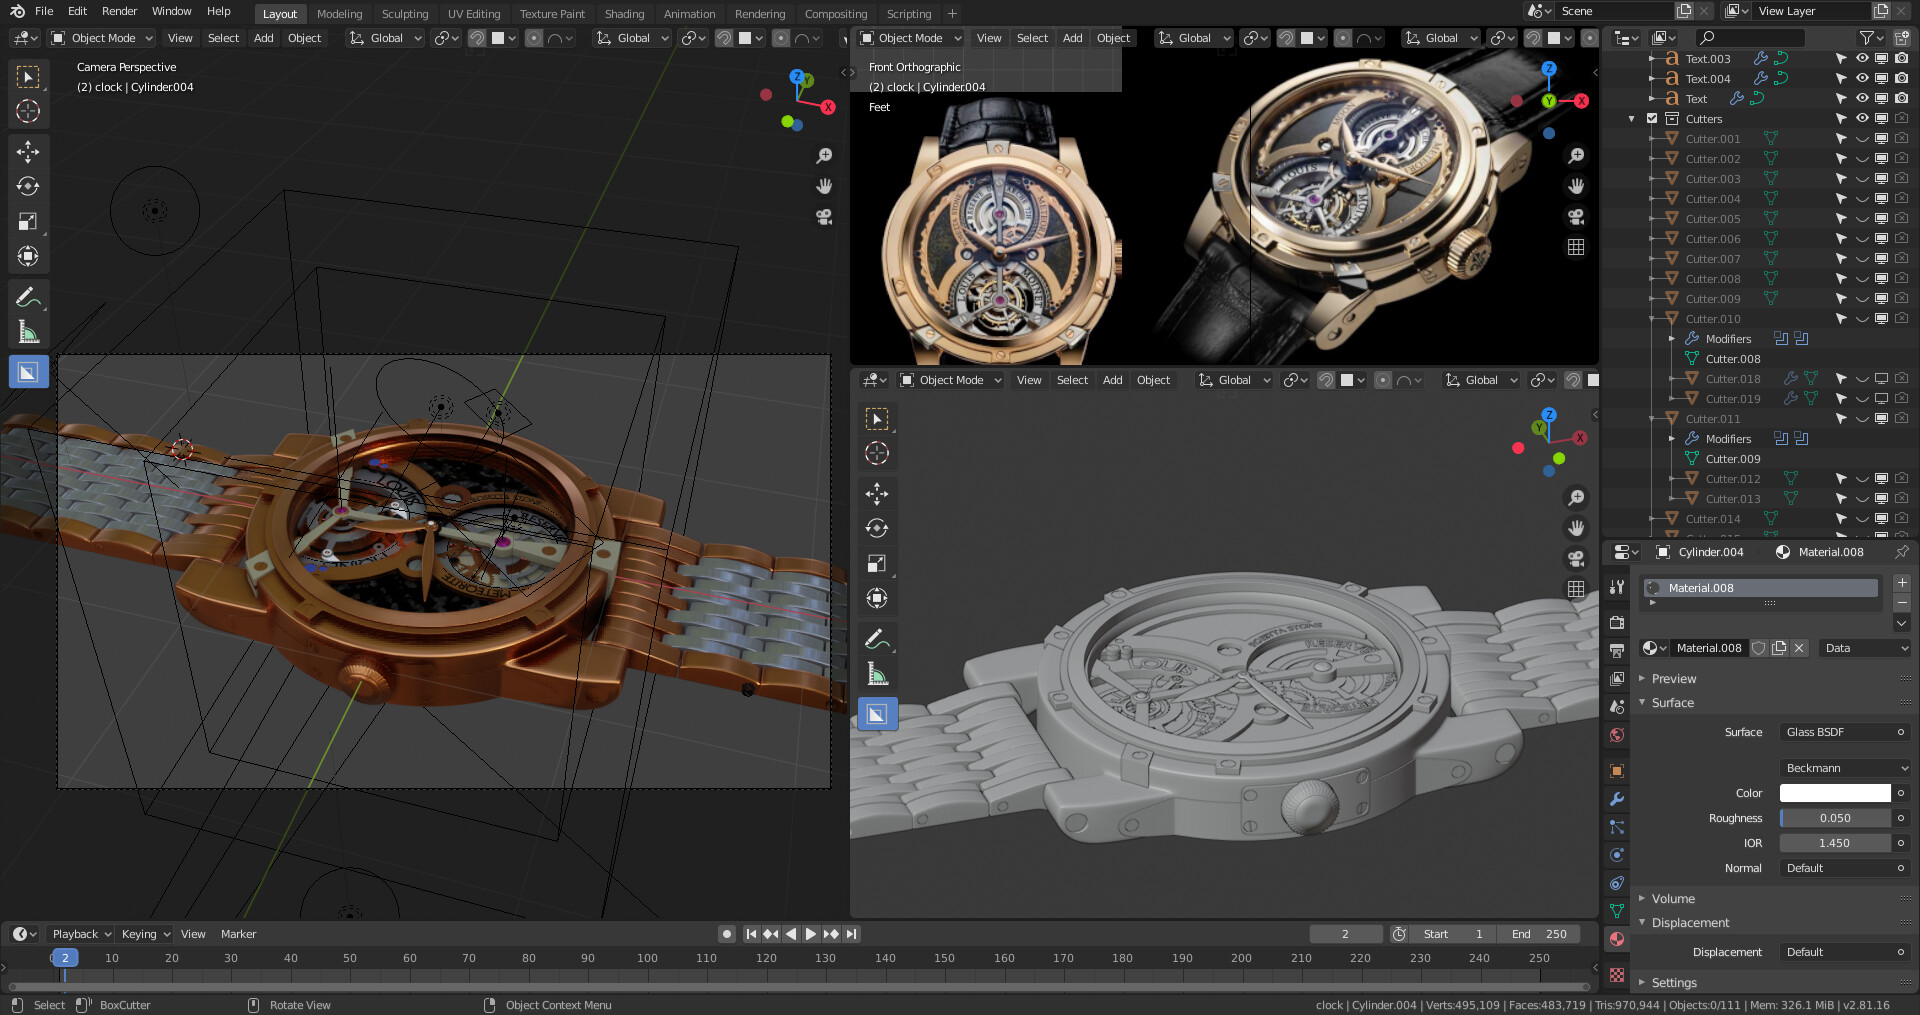 File Edit Render Window Help
Layout Modeling Sculpting UV Editing Texture Paint Shading Animation Rendering Compositing Scripting +
Scene
View Layer
Object Mode View Select Add Object Global Global
Camera Perspective
(2) clock | Cylinder.004
Object Mode View Select Add Object Global Global
Front Orthographic
(2) clock | Cylinder.004
Feet
LOUIS MOINET
Object Mode View Select Add Object Global Global
LOUIS
METEORITE
Text.003
Text.004
Text
Cutters
Cutter.001
Cutter.002
Cutter.003
Cutter.004
Cutter.005
Cutter.006
Cutter.007
Cutter.008
Cutter.009
Cutter.010
Modifiers
Cutter.008
Cutter.018
Cutter.019
Cutter.011
Modifiers
Cutter.009
Cutter.012
Cutter.013
Cutter.014
Cylinder.004 Material.008
Material.008
Material.008 Data
Preview
Surface
Surface Glass BSDF
Beckmann
Color
Roughness 0.050
IOR 1.450
Normal Default
Volume
Displacement
Displacement Default
Settings
Playback Keying View Marker
2 Start 1 End 250
2 10 20 30 40 50 60 70 80 90 100 110 120 130 140 150 160 170 180 190 200 210 220 230 240 250
Select BoxCutter Rotate View Object Context Menu
clock | Cylinder.004 | Verts:495,109 | Faces:483,719 | Tris:970,944 | Objects:0/111 | Mem: 326.1 MiB | v2.81.16